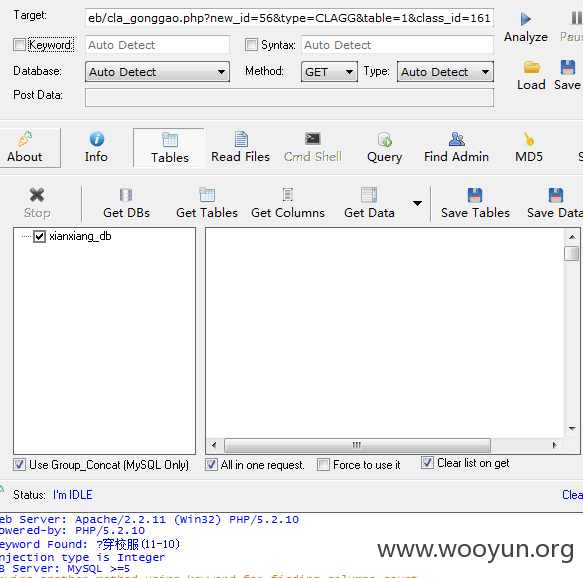 Target: eb/cla_gonggao.php?new_id=56&type=CLAGG&table=1&class_id=161
Analyze
Keyword: Auto Detect Syntax: Auto Detect
Database: Auto Detect Method: GET Type: Auto Detect
Load Save
Post Data:
About Info Tables Read Files Cmd Shell Query Find Admin MD5
Stop Get DBs Get Tables Get Columns Get Data Save Tables Save Data
xianxiang_db
Use Group_Concat (MySQL Only) All in one request. Force to use it Clear list on get
Status: I'm IDLE Clea
eb Server: Apache/2.2.11 (Win32) PHP/5.2.10
owered-by: PHP/5.2.10
eyword Found: ?穿校服(11-10)
njection type is Integer
B Server: MySQL >=5
www.wooyun.org